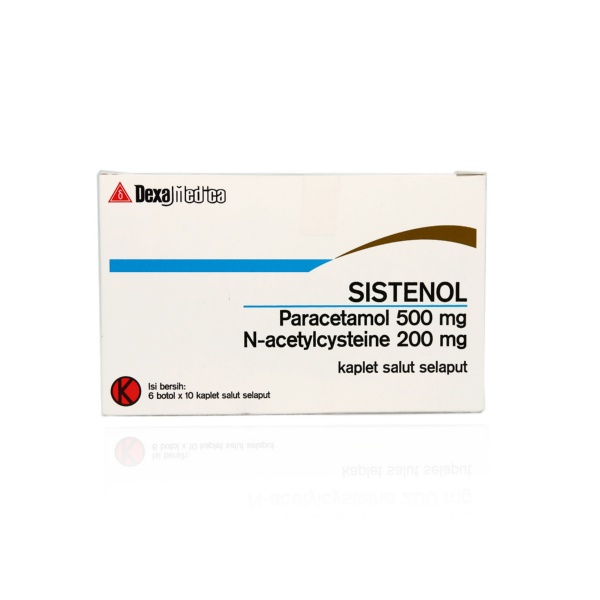 6 DexaMedica
SISTENOL
Paracetamol 500 mg
N-acetylcysteine 200 mg
kaplet salut selaput
K
Isi bersih:
6 botol x 10 kaplet salut selaput